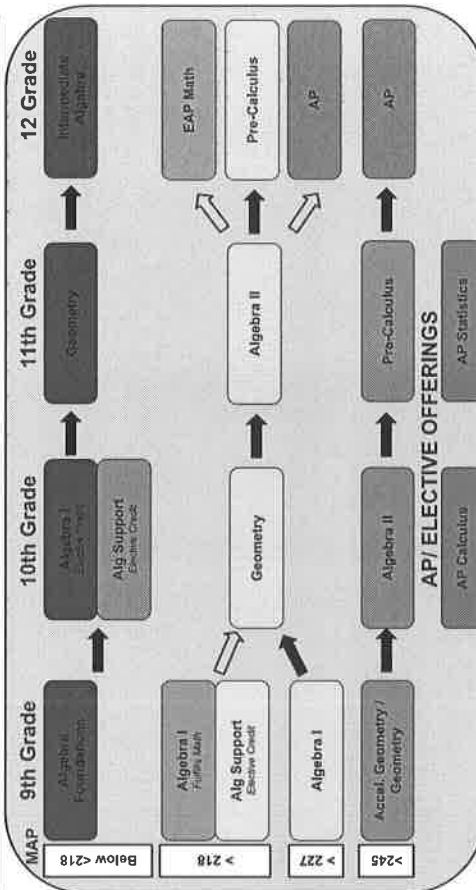 MAP
9th Grade
10th Grade
11th Grade
12 Grade
Below <218
Algebra
Foundations
Algebra I
Elective Credit
Alg Support
Elective Credit
Geometry
Intermediate
Algebra
> 218
Algebra I
Fulfills Math
Alg Support
Elective Credit
Geometry
Algebra II
EAP Math
Pre-Calculus
AP
> 227
Algebra I
>245
Accel. Geometry /
Geometry
Algebra II
Pre-Calculus
AP
AP/ ELECTIVE OFFERINGS
AP Calculus
AP Statistics